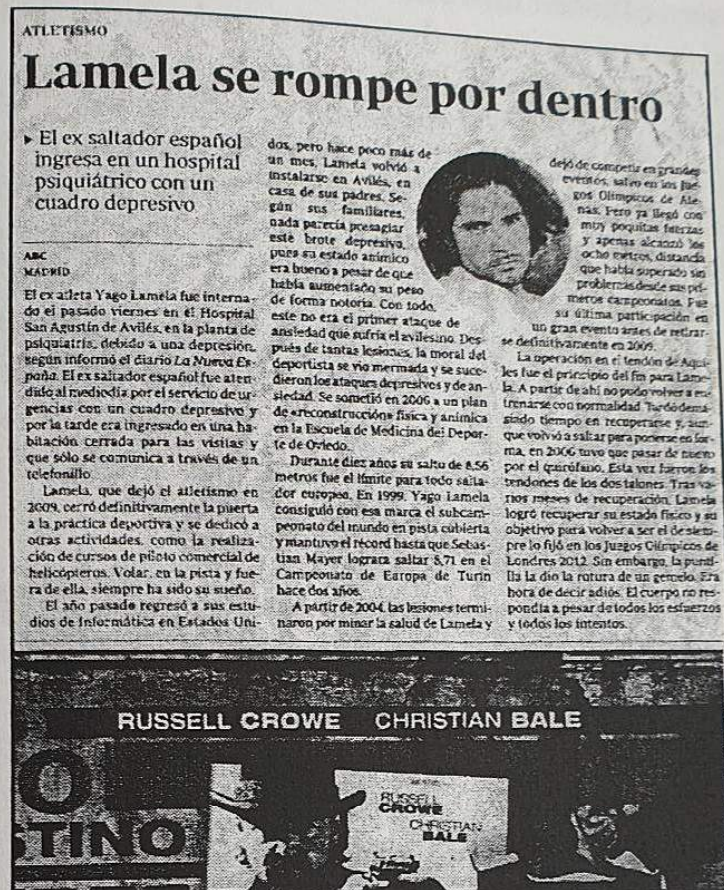 ATLETISMO
Lamela se rompe por dentro
▸ El ex saltador español
ingresa en un hospital
psiquiátrico con un
cuadro depresivo
ABC
MADRID
El ex atleta Yago Lamela fue interna-
do el pasado viernes en el Hospital
San Agustín de Avilés, en la planta de
psiquiatría, debido a una depresión,
según informó el diario La Nueva Es-
paña. El ex saltador español fue aten-
dido al mediodía por el servicio de ur-
gencias con un cuadro depresivo y
por la tarde era ingresado en una ha-
bitación cerrada para las visitas y
que sólo se comunica a través de un
telefonillo.
Lamela, que dejó el atletismo en
2009, cerró definitivamente la puerta
a la práctica deportiva y se dedicó a
otras actividades, como la realiza-
ción de cursos de piloto comercial de
helicópteros. Volar, en la pista y fue-
ra de ella, siempre ha sido su sueño.
El año pasado regresó a sus estu-
dios de Informática en Estados Uni-
dos, pero hace poco más de
un mes, Lamela volvió a
instalarse en Avilés, en
casa de sus padres. Se-
gún sus familiares,
nada parecía presagiar
este brote depresivo,
pues su estado anímico
era bueno a pesar de que
había aumentado su peso
de forma notoria. Con todo,
este no era el primer ataque de
ansiedad que sufría el avilesino. Des-
pués de tantas lesiones, la moral del
deportista se vio mermada y se suce-
dieron los ataques depresivos y de an-
siedad. Se sometió en 2006 a un plan
de «reconstrucción» física y anímica
en la Escuela de Medicina del Depor-
te de Oviedo.
Durante diez años su salto de 8,56
metros fue el límite para todo salta-
dor europeo. En 1999, Yago Lamela
consiguió con esa marca el subcam-
peonato del mundo en pista cubierta
y mantuvo el récord hasta que Sebas-
tian Mayer lograra saltar 8,71 en el
Campeonato de Europa de Turín
hace dos años.
A partir de 2004, las lesiones termi-
naron por minar la salud de Lamela y
dejó de competir en grandes
eventos, salvo en los Jue-
gos Olímpicos de Ate-
nas. Pero ya llegó con
muy poquitas fuerzas
y apenas alcanzó los
ocho metros, distancia
que había superado sin
problemas desde sus pri-
meros campeonatos. Fue
su última participación en
un gran evento antes de retirar-
se definitivamente en 2009.
La operación en el tendón de Aqui-
les fue el principio del fin para Lame-
la. A partir de ahí no pudo volver a en-
trenarse con normalidad. Tardó dema-
siado tiempo en recuperarse y, aun-
que volvió a saltar para ponerse en for-
ma, en 2006 tuvo que pasar de nuevo
por el quirófano. Esta vez fueron los
tendones de los dos talones. Tras va-
rios meses de recuperación, Lamela
logró recuperar su estado físico y su
objetivo para volver a ser el de siem-
pre lo fijó en los Juegos Olímpicos de
Londres 2012. Sin embargo, la punti-
lla la dio la rotura de un gemelo. Era
hora de decir adiós. El cuerpo no res-
pondía a pesar de todos los esfuerzos
y todos los intentos.
RUSSELL CROWE CHRISTIAN BALE
RUSSELL
CROWE
CHRISTIAN
BALE
O
STINO